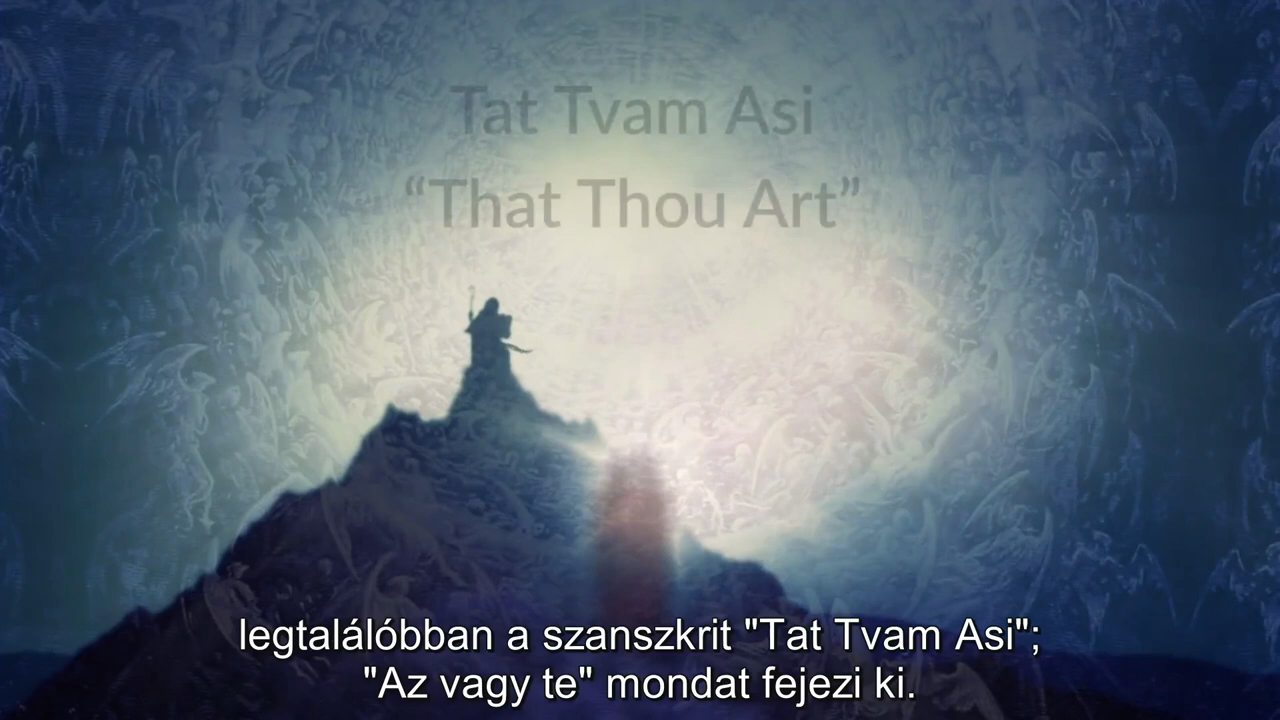 Tat Tvam Asi
“That Thou Art”
legtalálóbban a szanszkrit "Tat Tvam Asi";
"Az vagy te" mondat fejezi ki.